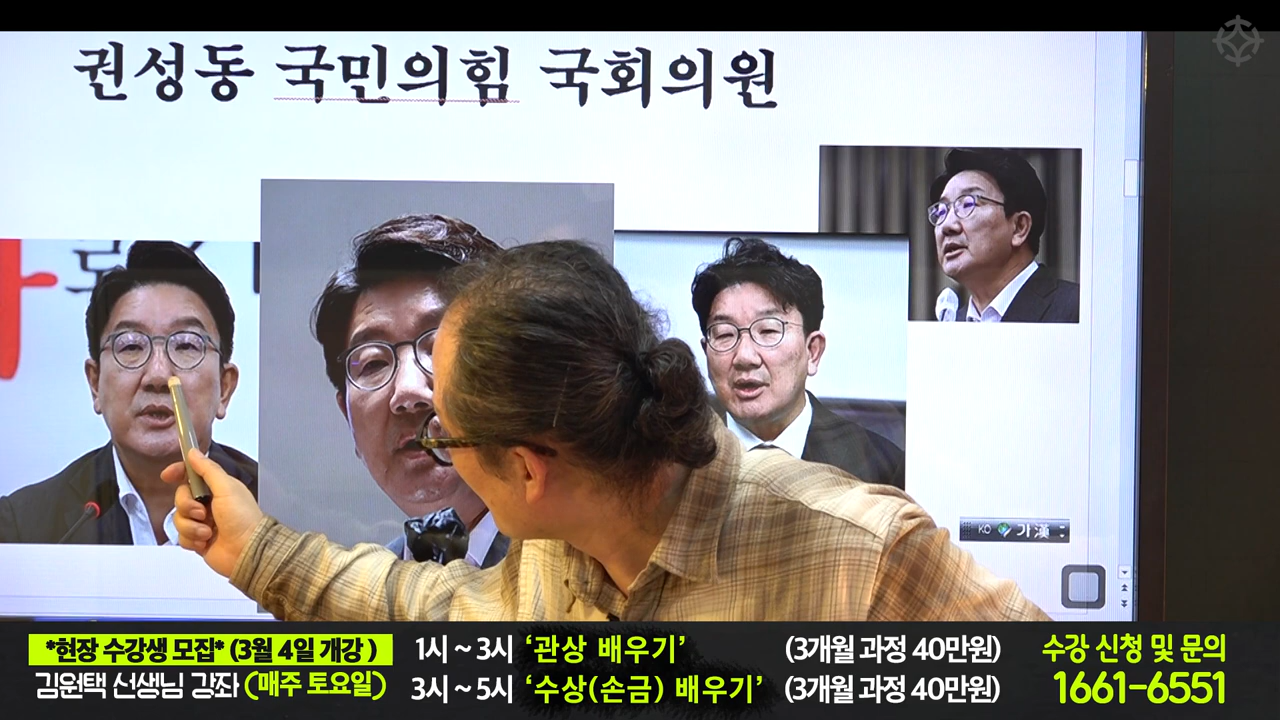 권성동 국민의힘 국회의원
KO 가 漢
*현장 수강생 모집* (3월 4일 개강)
김원택 선생님 강좌 (매주 토요일)
1시 ~ 3시 ‘관상 배우기’ (3개월 과정 40만원)
3시 ~ 5시 ‘수상(손금) 배우기’ (3개월 과정 40만원)
수강 신청 및 문의
1661-6551